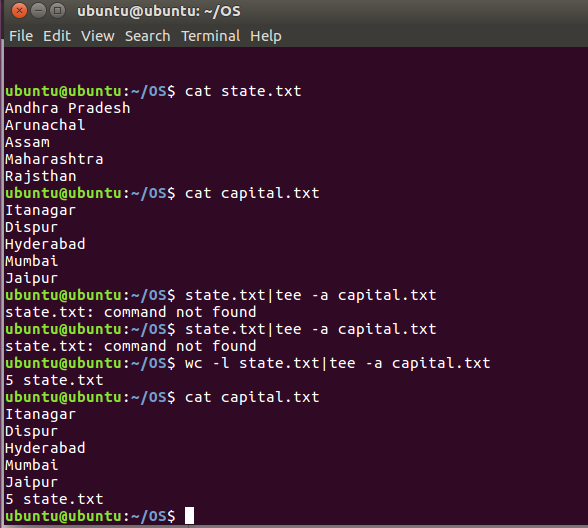 ubuntu@ubuntu: ~/OS
File Edit View Search Terminal Help
ubuntu@ubuntu:~/OS$ cat state.txt
Andhra Pradesh
Arunachal
Assam
Maharashtra
Rajsthan
ubuntu@ubuntu:~/OS$ cat capital.txt
Itanagar
Dispur
Hyderabad
Mumbai
Jaipur
ubuntu@ubuntu:~/OS$ state.txt|tee -a capital.txt
state.txt: command not found
ubuntu@ubuntu:~/OS$ state.txt|tee -a capital.txt
state.txt: command not found
ubuntu@ubuntu:~/OS$ wc -l state.txt|tee -a capital.txt
5 state.txt
ubuntu@ubuntu:~/OS$ cat capital.txt
Itanagar
Dispur
Hyderabad
Mumbai
Jaipur
5 state.txt
ubuntu@ubuntu:~/OS$